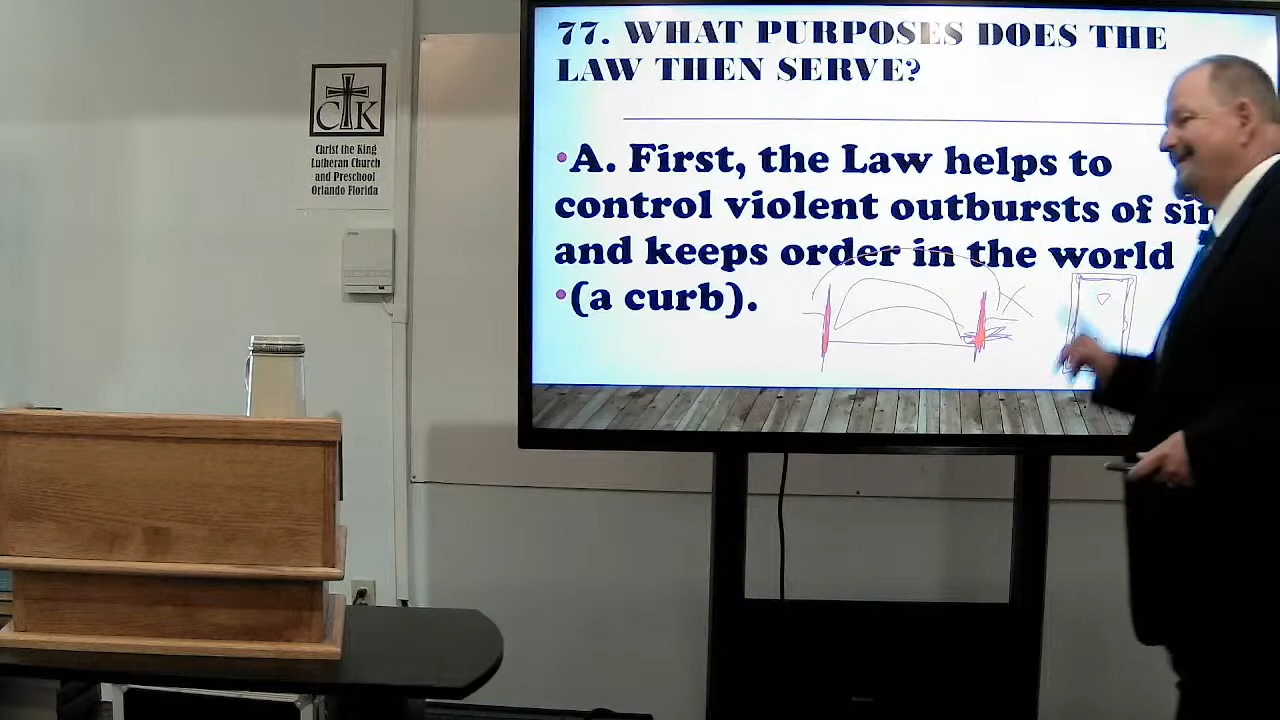 77. WHAT PURPOSES DOES THE
LAW THEN SERVE?
•A. First, the Law helps to
control violent outbursts of sin
and keeps order in the world
•(a curb).
CTK
Christ the King
Lutheran Church
and Preschool
Orlando Florida